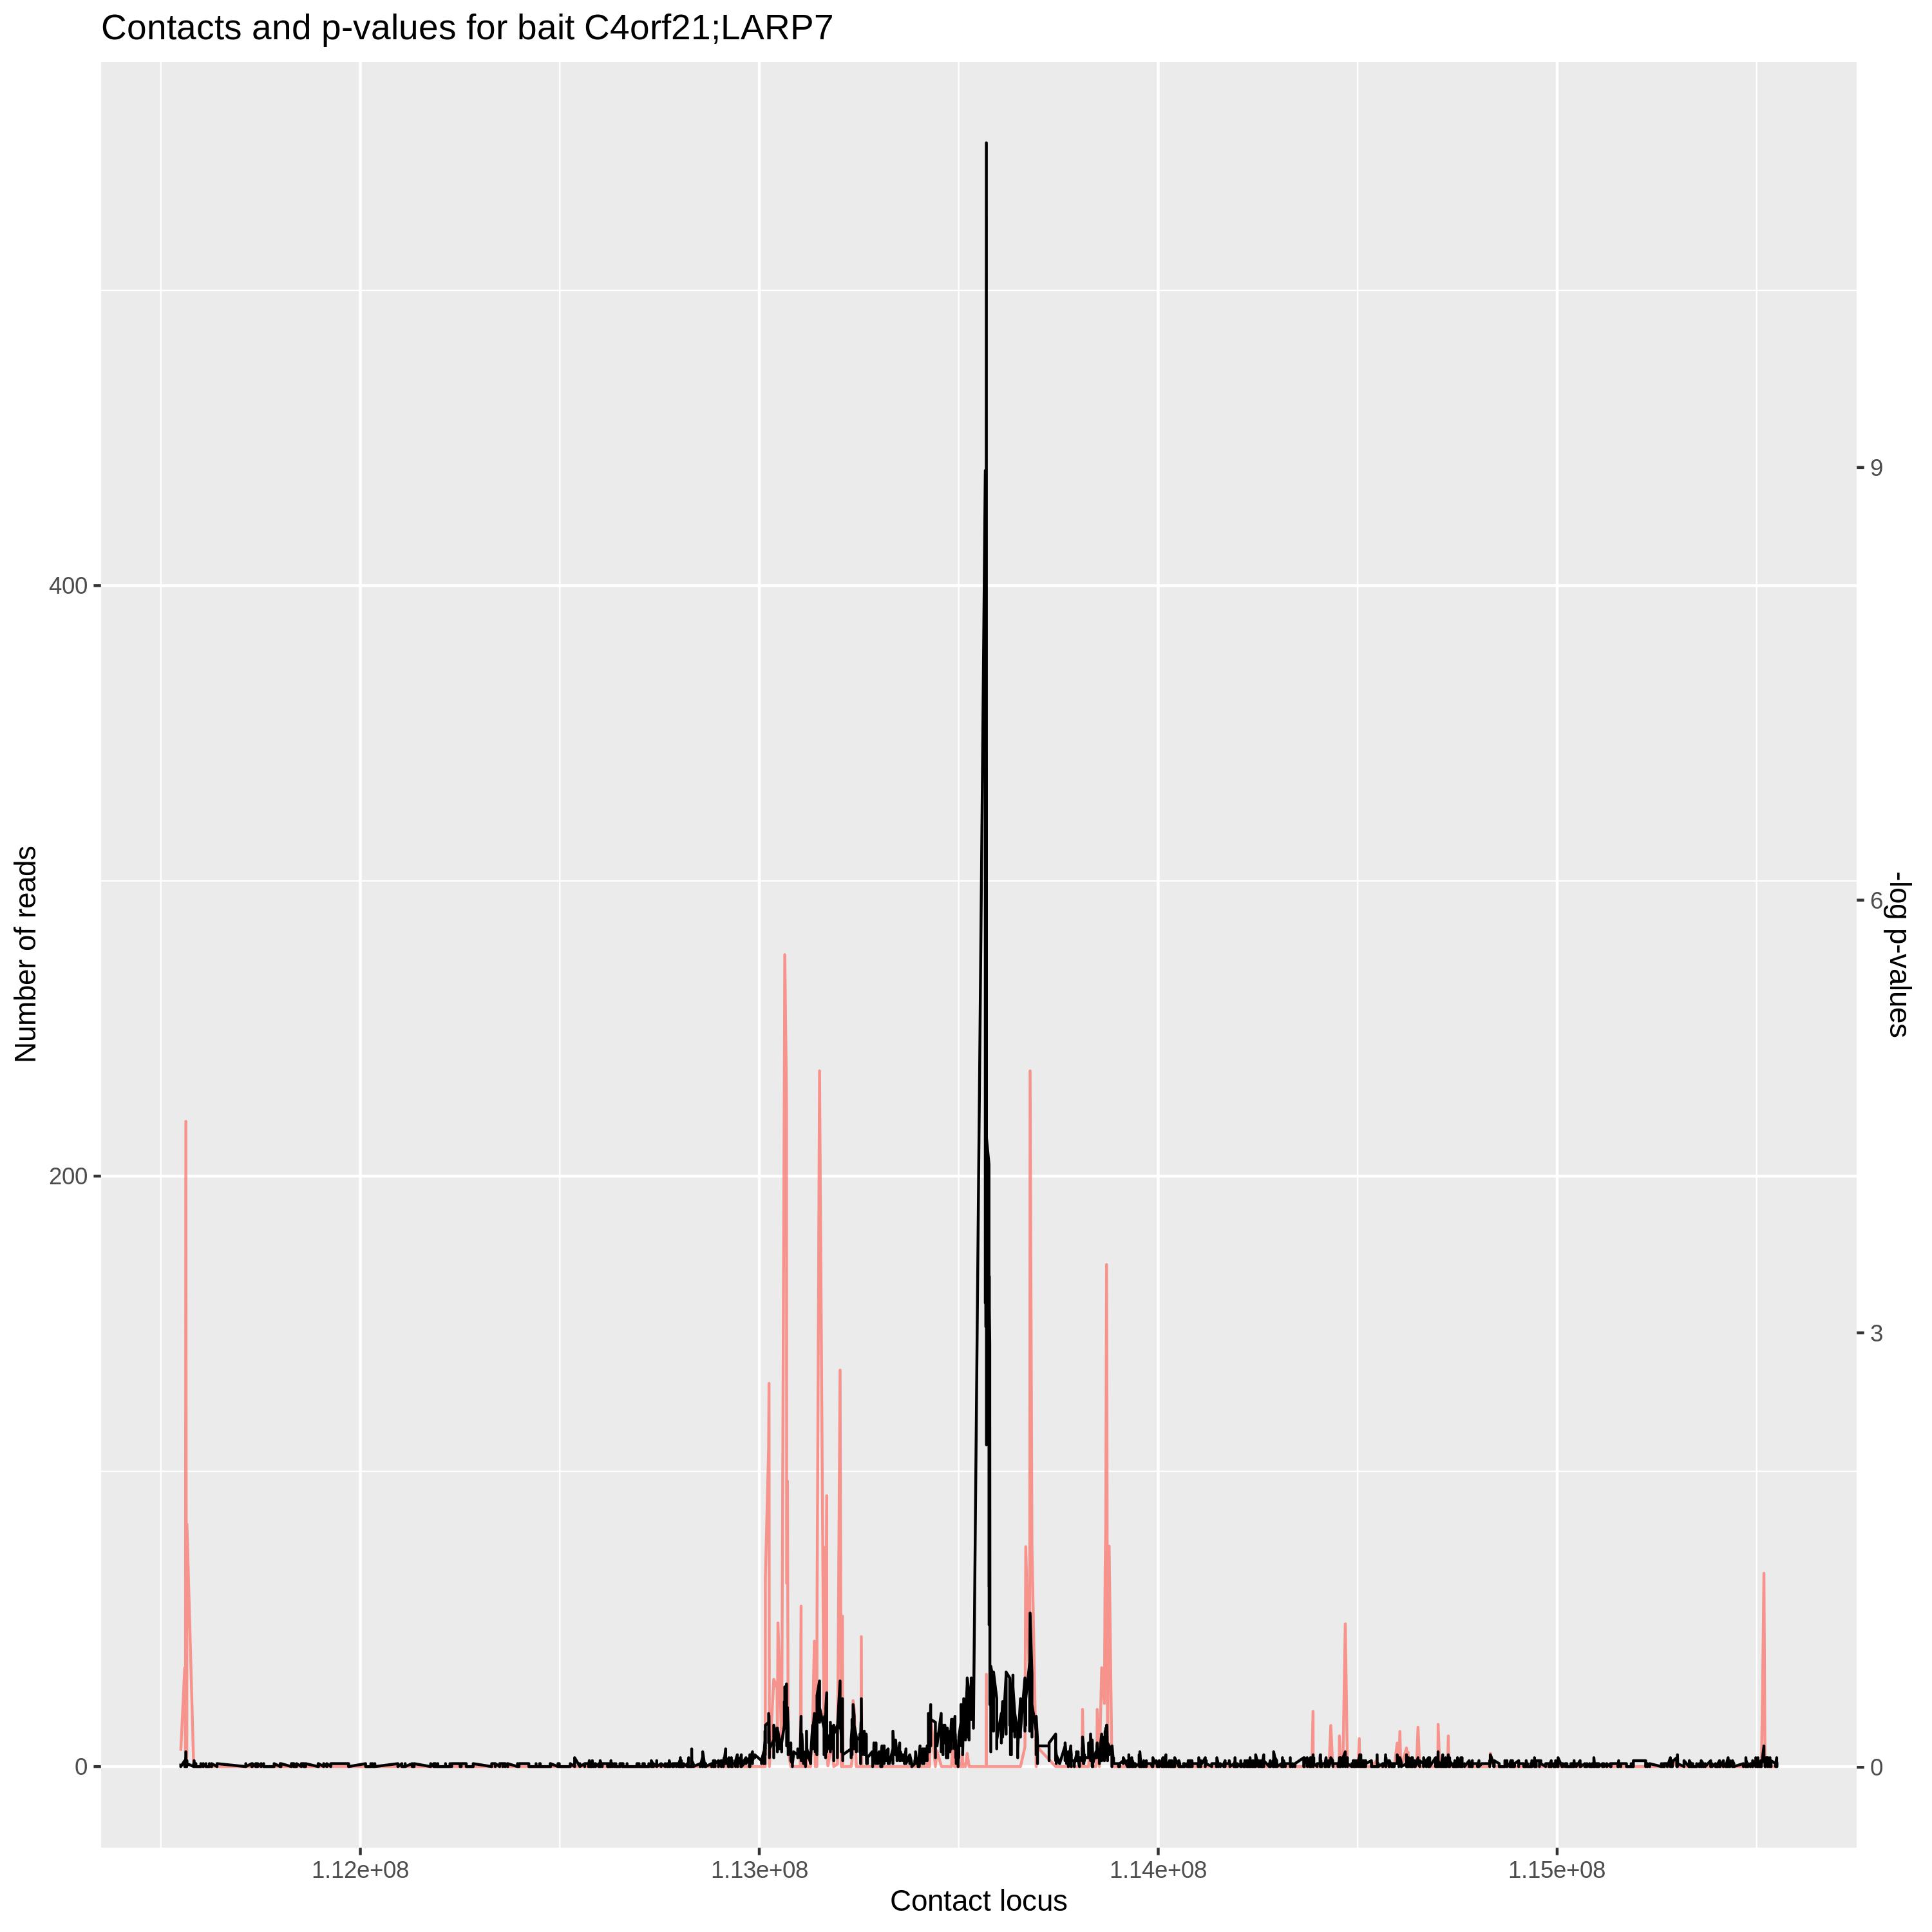 Contacts and p-values for bait C4orf21;LARP7
Number of reads
400
200
0
9
6
3
0
-log p-values
1.12e+08
1.13e+08
1.14e+08
1.15e+08
Contact locus